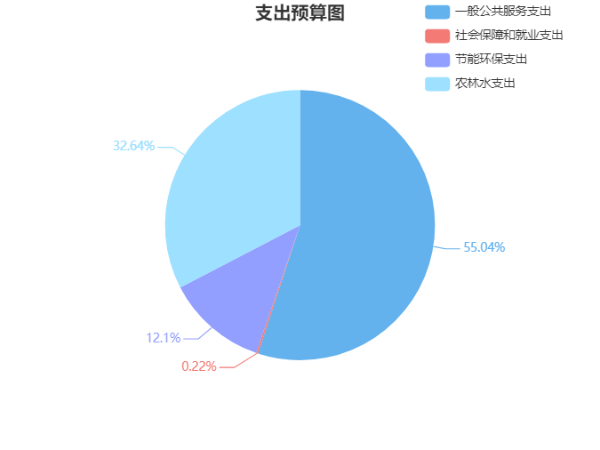 支出预算图
一般公共服务支出
社会保障和就业支出
节能环保支出
农林水支出
32.64%
55.04%
12.1%
0.22%